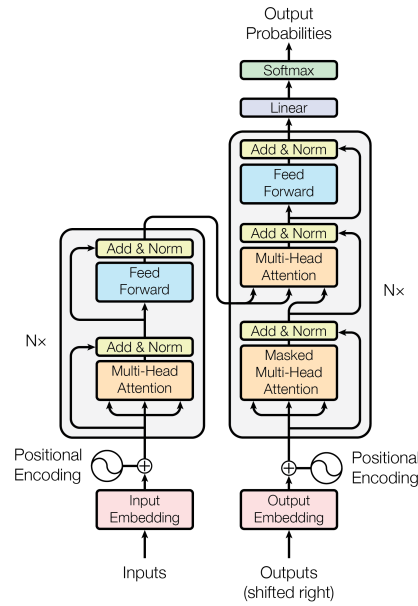 Output
Probabilities
Softmax
Linear
Add & Norm
Feed
Forward
Add & Norm
Multi-Head
Attention
Add & Norm
Masked
Multi-Head
Attention
Nx
Add & Norm
Feed
Forward
Add & Norm
Multi-Head
Attention
Nx
Positional
Encoding
Positional
Encoding
Input
Embedding
Output
Embedding
Inputs
Outputs
(shifted right)